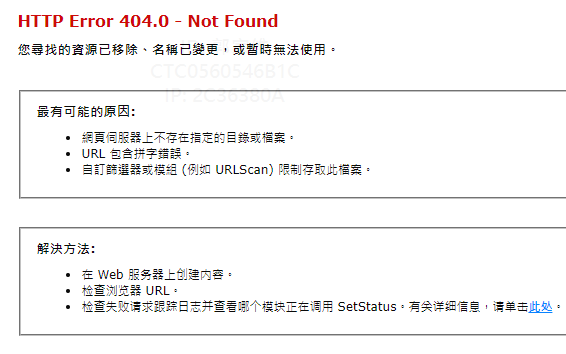 HTTP Error 404.0 - Not Found
您尋找的資源已移除、名稱已變更，或暫時無法使用。
CTC0560546B1C
IP: 2C36380A
最有可能的原因:
網頁伺服器上不存在指定的目錄或檔案。
URL 包含拼字錯誤。
自訂篩選器或模組 (例如 URLScan) 限制存取此檔案。
解決方法:
在 Web 服务器上创建内容。
检查浏览器 URL。
检查失败请求跟踪日志并查看哪个模块正在调用 SetStatus。有关详细信息，请单击此处。